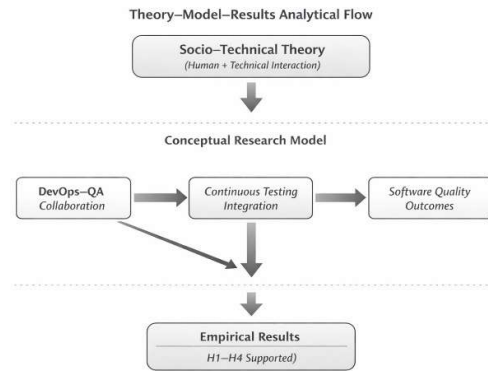 Theory–Model–Results Analytical Flow
Socio–Technical Theory
(Human + Technical Interaction)
Conceptual Research Model
DevOps–QA
Collaboration
Continuous Testing
Integration
Software Quality
Outcomes
Empirical Results
H1–H4 Supported)